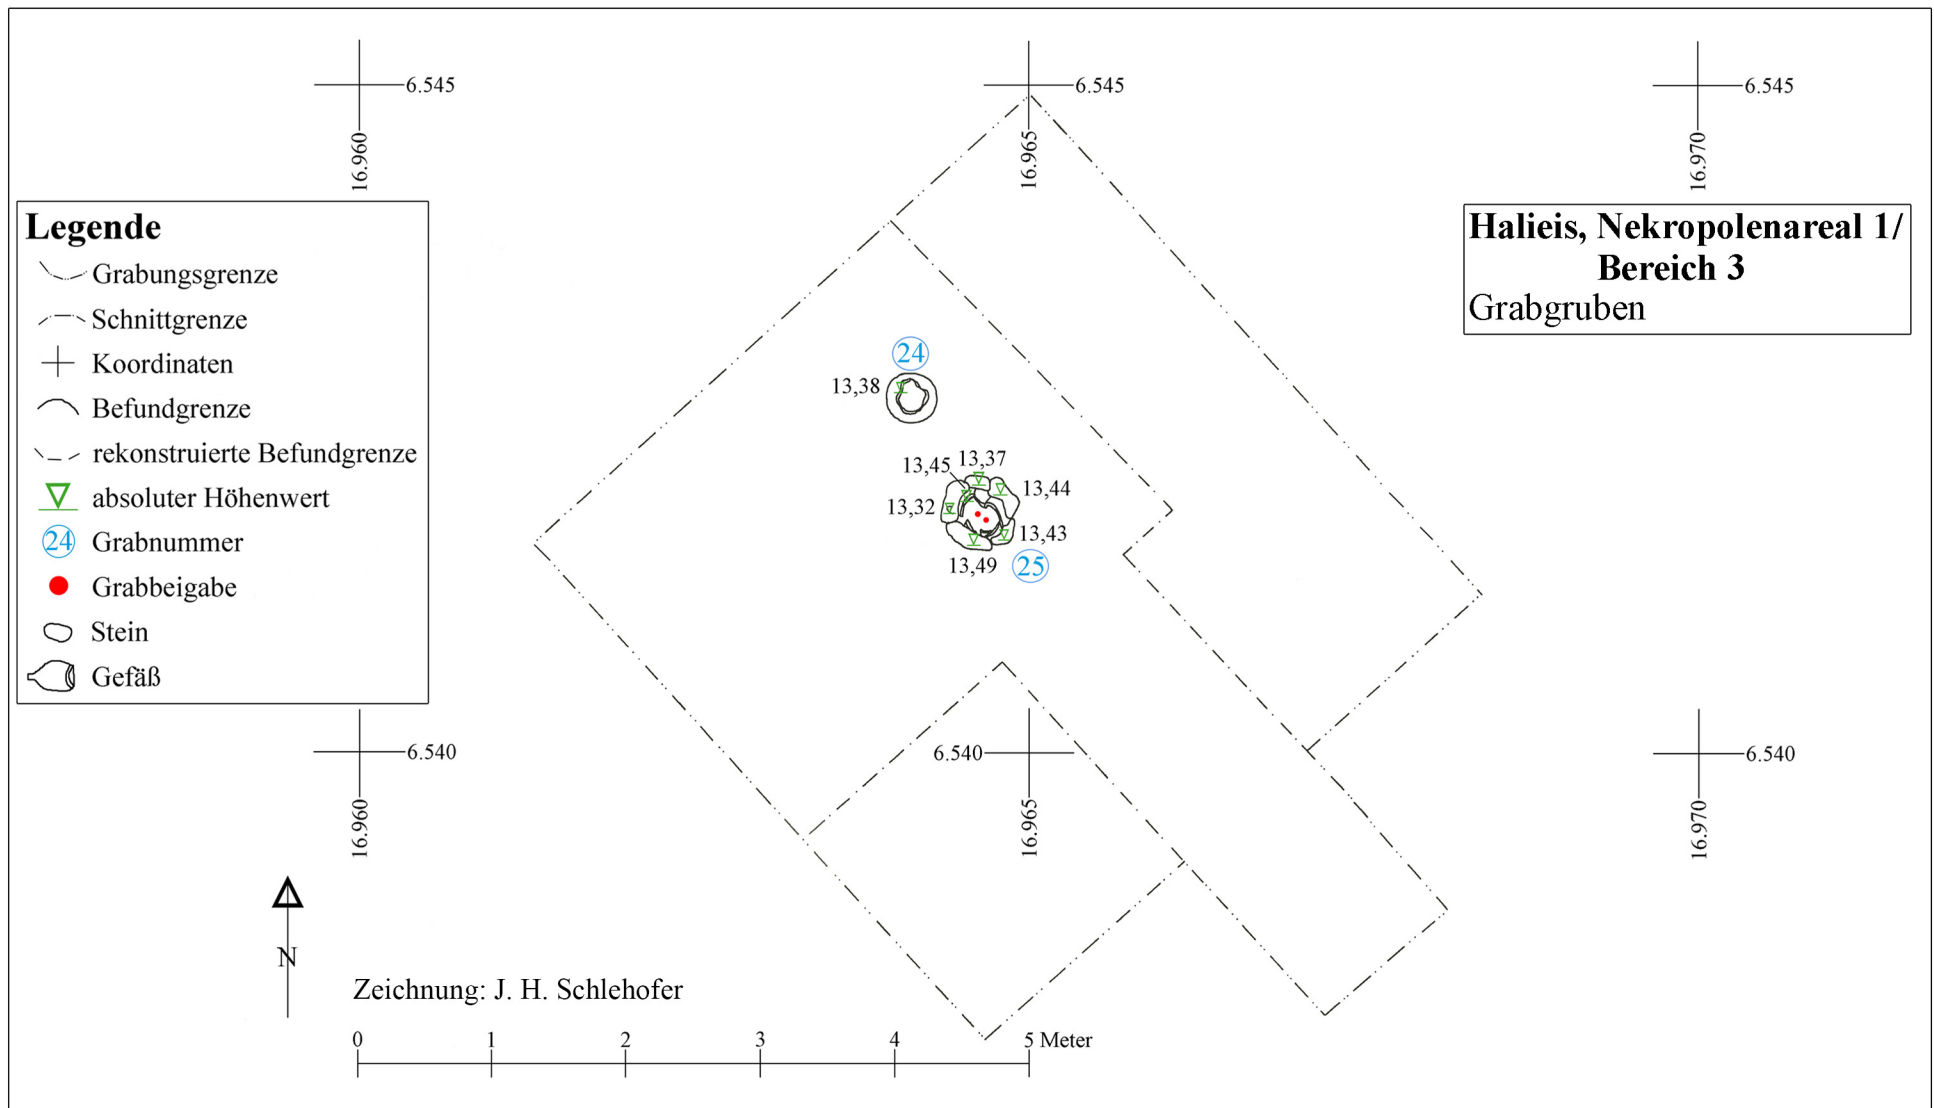 6.545
6.545
6.545
16.960
16.965
16.970
Legende
Grabungsgrenze
Schnittgrenze
Koordinaten
Befundgrenze
rekonstruierte Befundgrenze
absoluter Höhenwert
24 Grabnummer
Grabbeigabe
Stein
Gefäß
Halieis, Nekropolenareal 1/
Bereich 3
Grabgruben
24
13,38
13,45
13,37
13,44
13,32
13,43
13,49
25
6.540
6.540
6.540
16.960
16.965
16.970
N
Zeichnung: J. H. Schlehofer
0 1 2 3 4 5 Meter